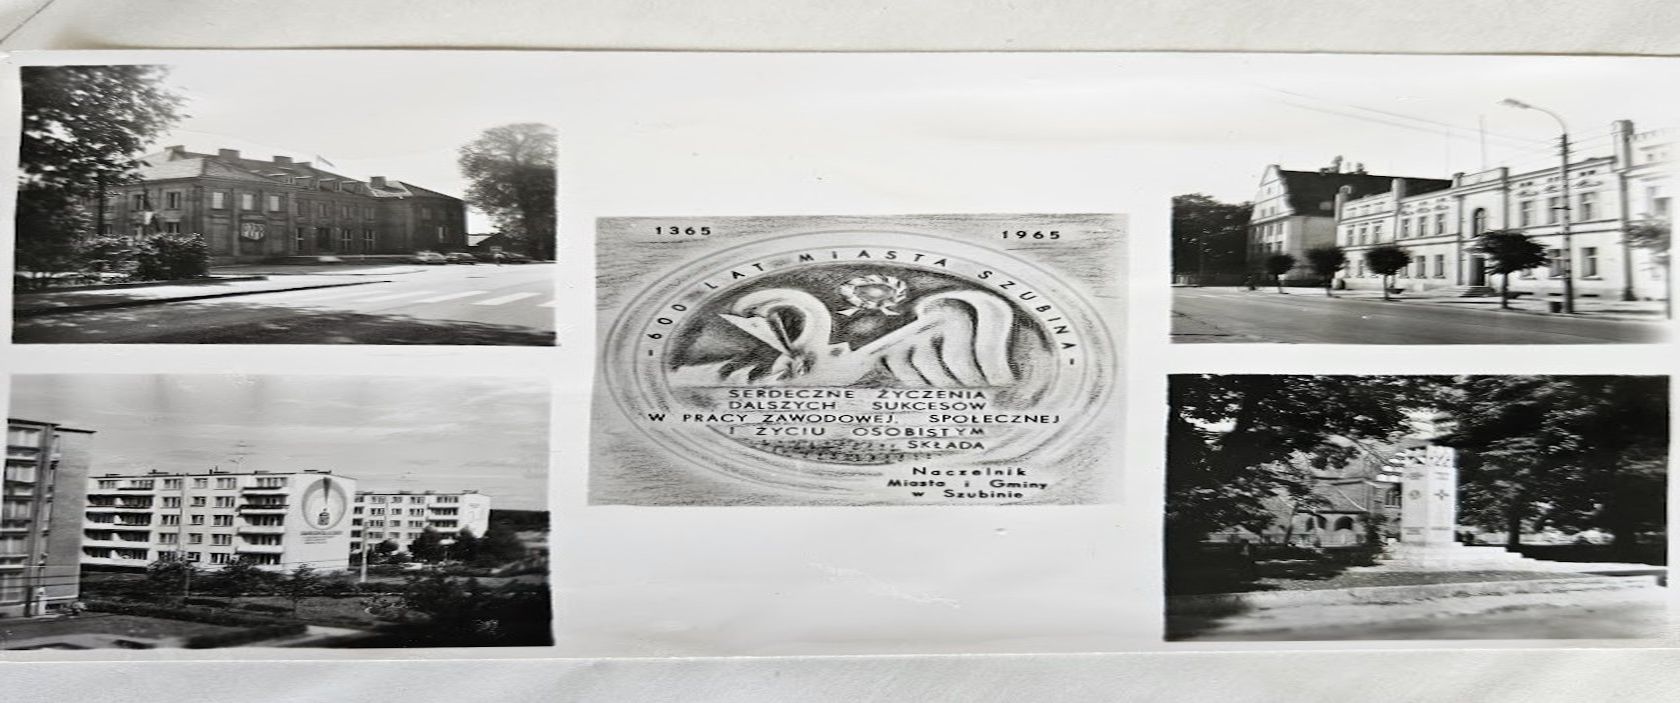 1365 1965
- 600 LAT MIASTA SZUBINA -
SERDECZNE ŻYCZENIA
DALSZYCH SUKCESÓW
W PRACY ZAWODOWEJ, SPOŁECZNEJ
I ŻYCIU OSOBISTYM
SKŁADA
Naczelnik
Miasta i Gminy
w Szubinie